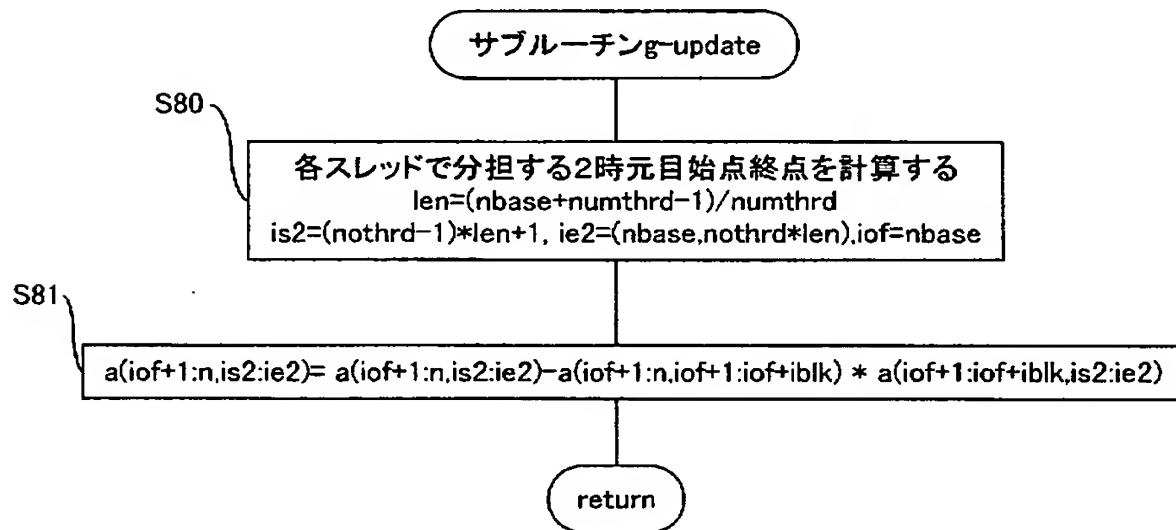 サブルーチンg-update
S80
各スレッドで分担する2時元目始点終点を計算する
len=(nbase+numthrd-1)/numthrd
is2=(nothrd-1)*len+1, ie2=(nbase,nothrd*len),iof=nbase
S81
a(iof+1:n,is2:ie2)= a(iof+1:n,is2:ie2)-a(iof+1:n,iof+1:iof+iblk) * a(iof+1:iof+iblk,is2:ie2)
return